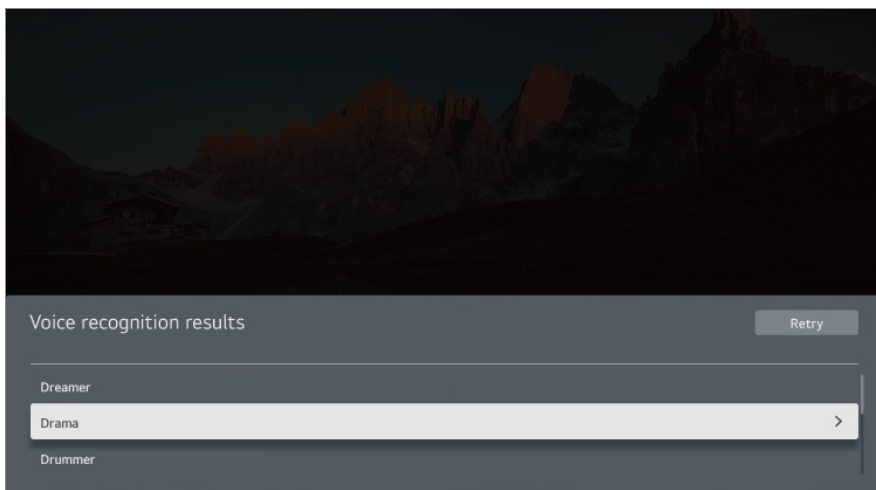 Voice recognition results
Retry
Dreamer
Drama
Drummer